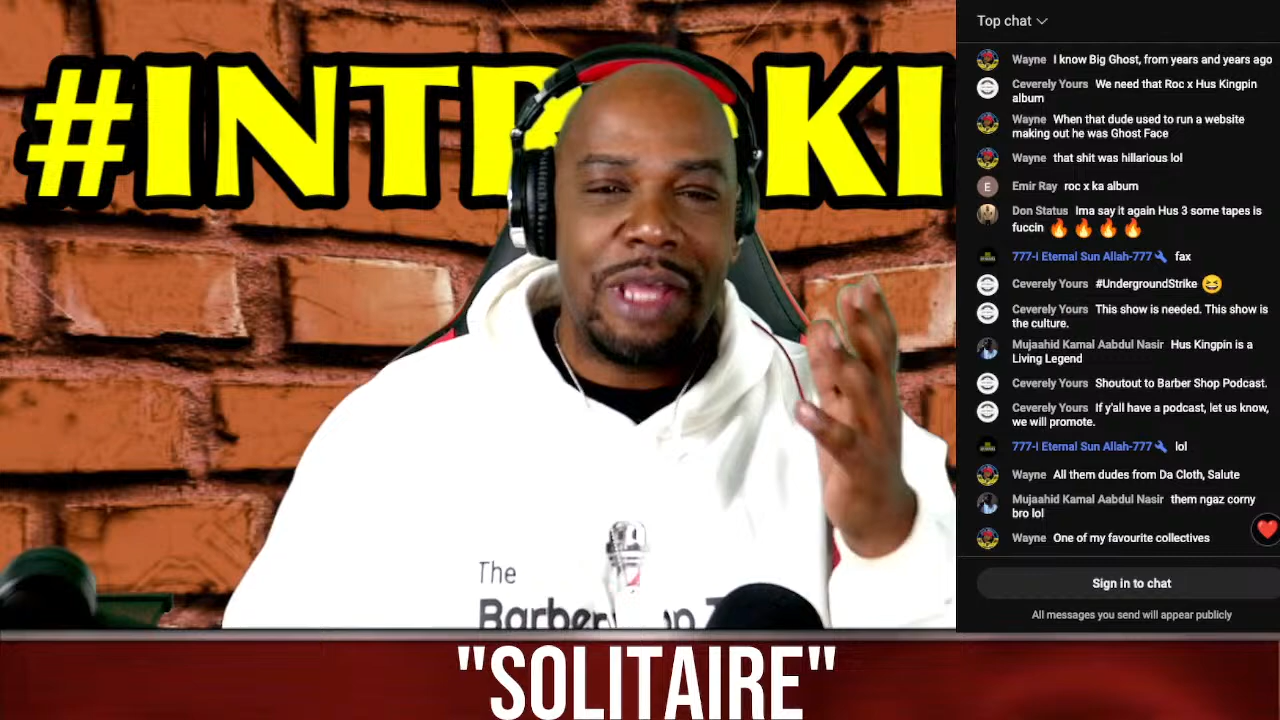 #INTR
KI
The
Barber
"SOLITAIRE"
Top chat
Wayne I know Big Ghost, from years and years ago
Ceverely Yours We need that Roc x Hus Kingpin
album
Wayne When that dude used to run a website
making out he was Ghost Face
Wayne that shit was hillarious lol
E
Emir Ray roc x ka album
Don Status Ima say it again Hus 3 some tapes is
fuccin 🔥🔥🔥🔥
777-I Eternal Sun Allah-777 fax
Ceverely Yours #UndergroundStrike 😆
Ceverely Yours This show is needed. This show is
the culture.
Mujaahid Kamal Aabdul Nasir Hus Kingpin is a
Living Legend
Ceverely Yours Shoutout to Barber Shop Podcast.
Ceverely Yours If y'all have a podcast, let us know,
we will promote.
777-I Eternal Sun Allah-777 lol
Wayne All them dudes from Da Cloth, Salute
Mujaahid Kamal Aabdul Nasir them ngaz corny
bro lol
Wayne One of my favourite collectives
Sign in to chat
All messages you send will appear publicly